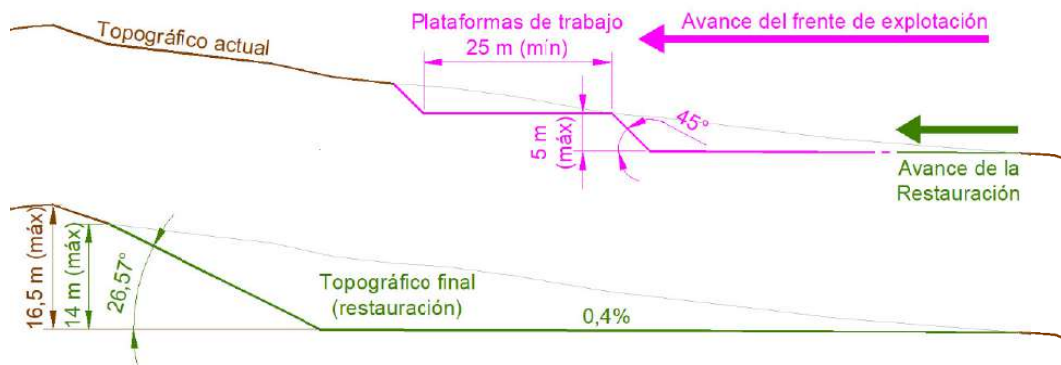 Topográfico actual
Plataformas de trabajo
25 m (mín)
Avance del frente de explotación
5 m
(máx)
45°
Avance de la
Restauración
16,5 m (máx)
14 m (máx)
26,57°
Topográfico final
(restauración)
0,4%